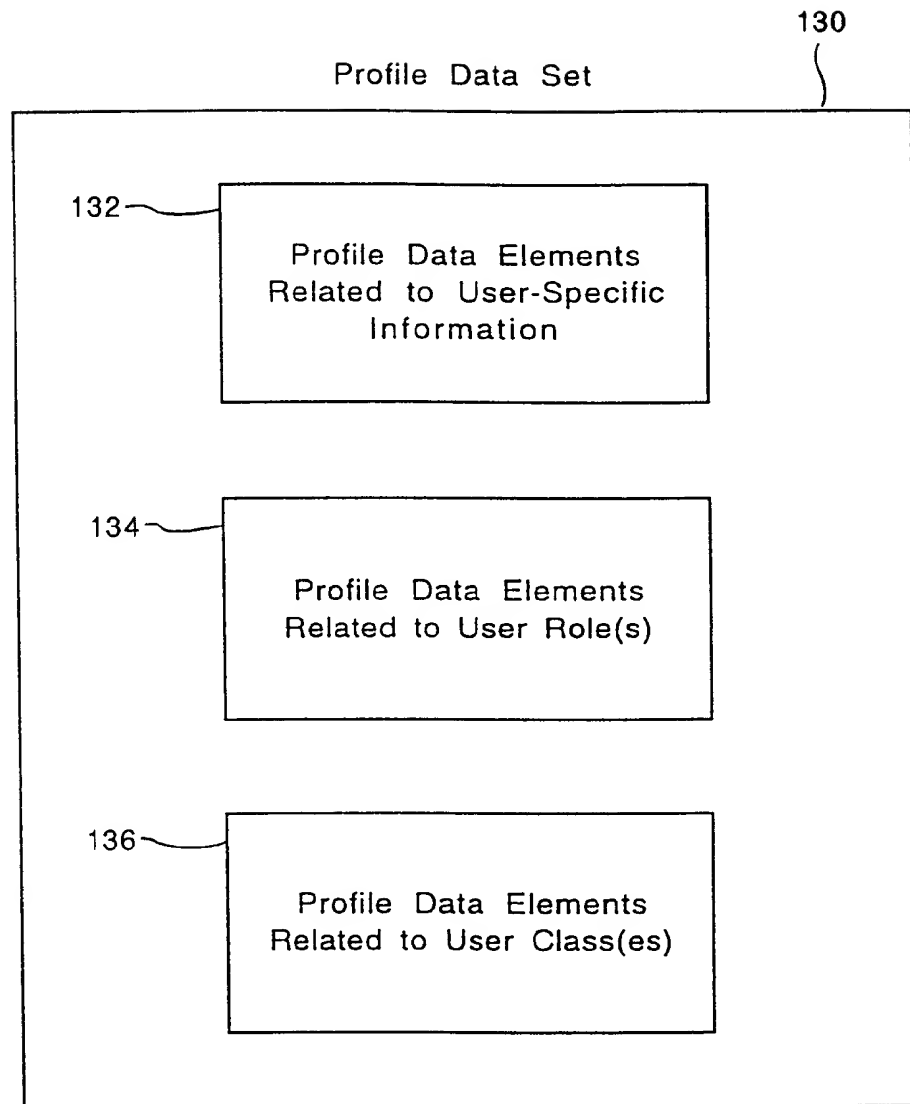 130
Profile Data Set
132
Profile Data Elements
Related to User-Specific
Information
134
Profile Data Elements
Related to User Role(s)
136
Profile Data Elements
Related to User Class(es)